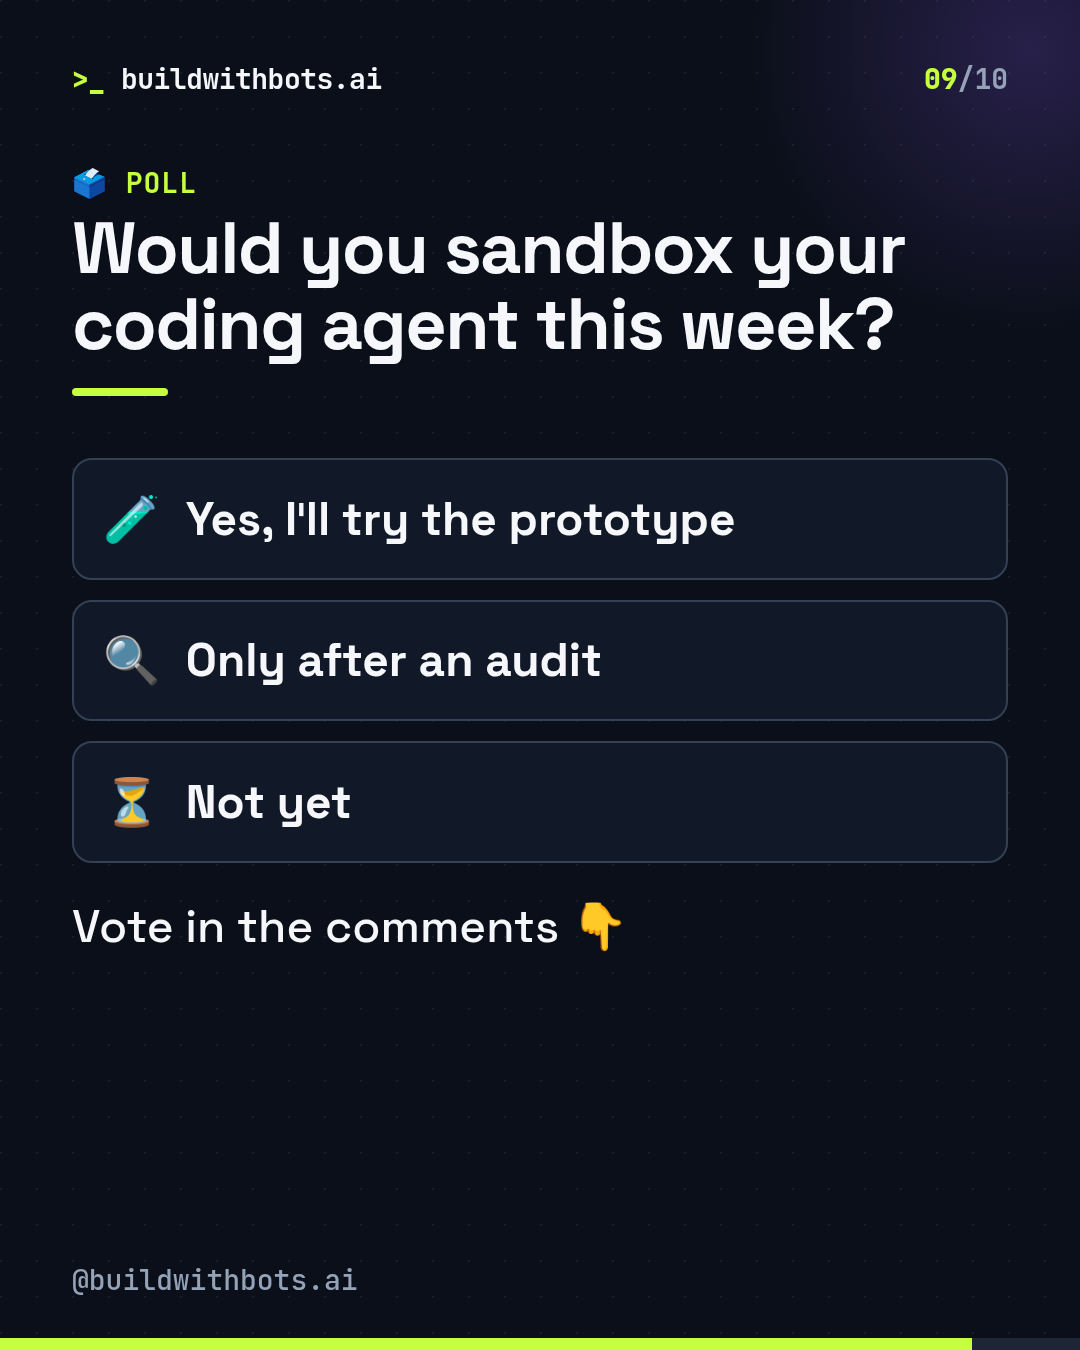 >_ buildwithbots.ai
09/10
🗳️ POLL
Would you sandbox your
coding agent this week?
🧪 Yes, I'll try the prototype
🔍 Only after an audit
⏳ Not yet
Vote in the comments 👇
@buildwithbots.ai